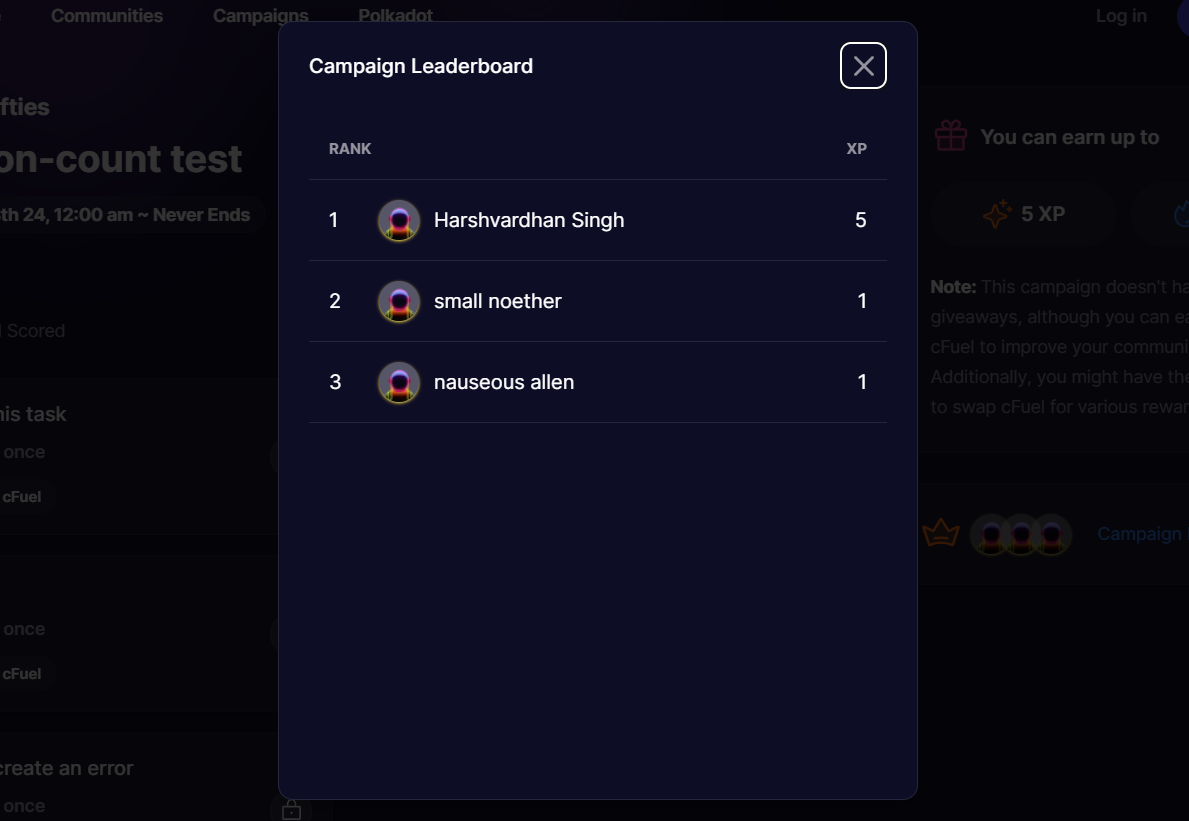 Communities Campaigns Polkadot Log in
Campaign Leaderboard
RANK XP
1 Harshvardhan Singh 5
2 small noether 1
3 nauseous allen 1
fties
on-count test
th 24, 12:00 am ~ Never Ends
Scored
his task
once
cFuel
once
cFuel
create an error
once
You can earn up to
5 XP
Note: This campaign doesn't ha
giveaways, although you can ea
cFuel to improve your communi
Additionally, you might have the
to swap cFuel for various rewar
Campaign